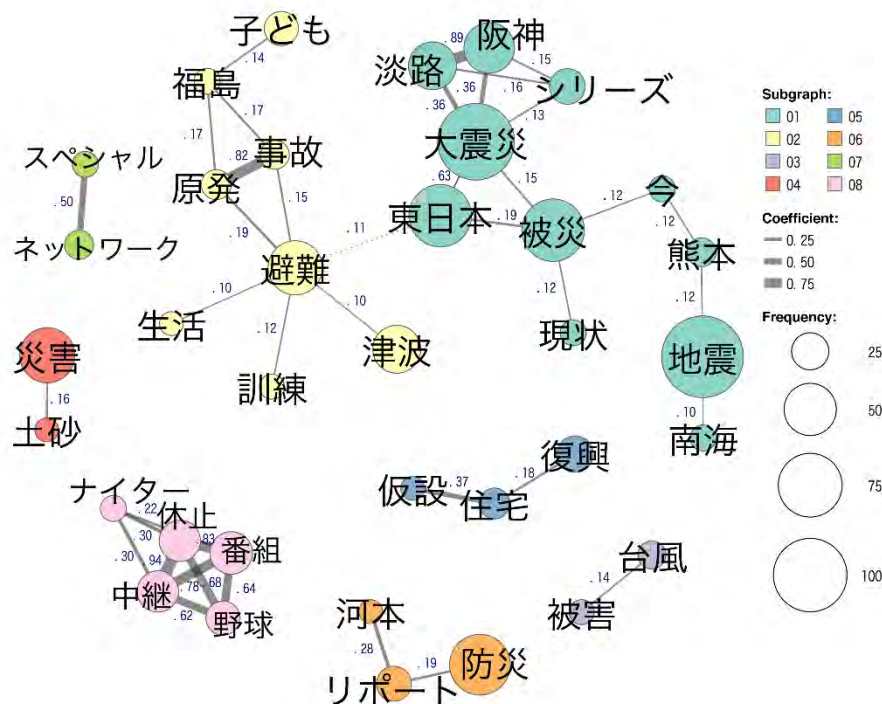 子ども
.14
福島
.17
.17
事故
.82
原発
.15
.19
避難
.11
.10
生活
.12
訓練
.10
津波
スペシャル
.50
ネットワーク
災害
.16
土砂
阪神
.89
淡路
.15
.16
シリーズ
.36
.36
.13
大震災
.63
.15
東日本
.19
被災
.12
今
.12
熊本
.12
.12
現状
地震
.10
南海
ナイター
.22
休止
.30
.83
番組
.30
.94
.78
.68
.64
中継
.62
野球
仮設
.37
住宅
.18
復興
台風
.14
被害
河本
.28
リポート
.19
防災
Subgraph:
01
05
02
06
03
07
04
08
Coefficient:
0.25
0.50
0.75
Frequency:
25
50
75
100